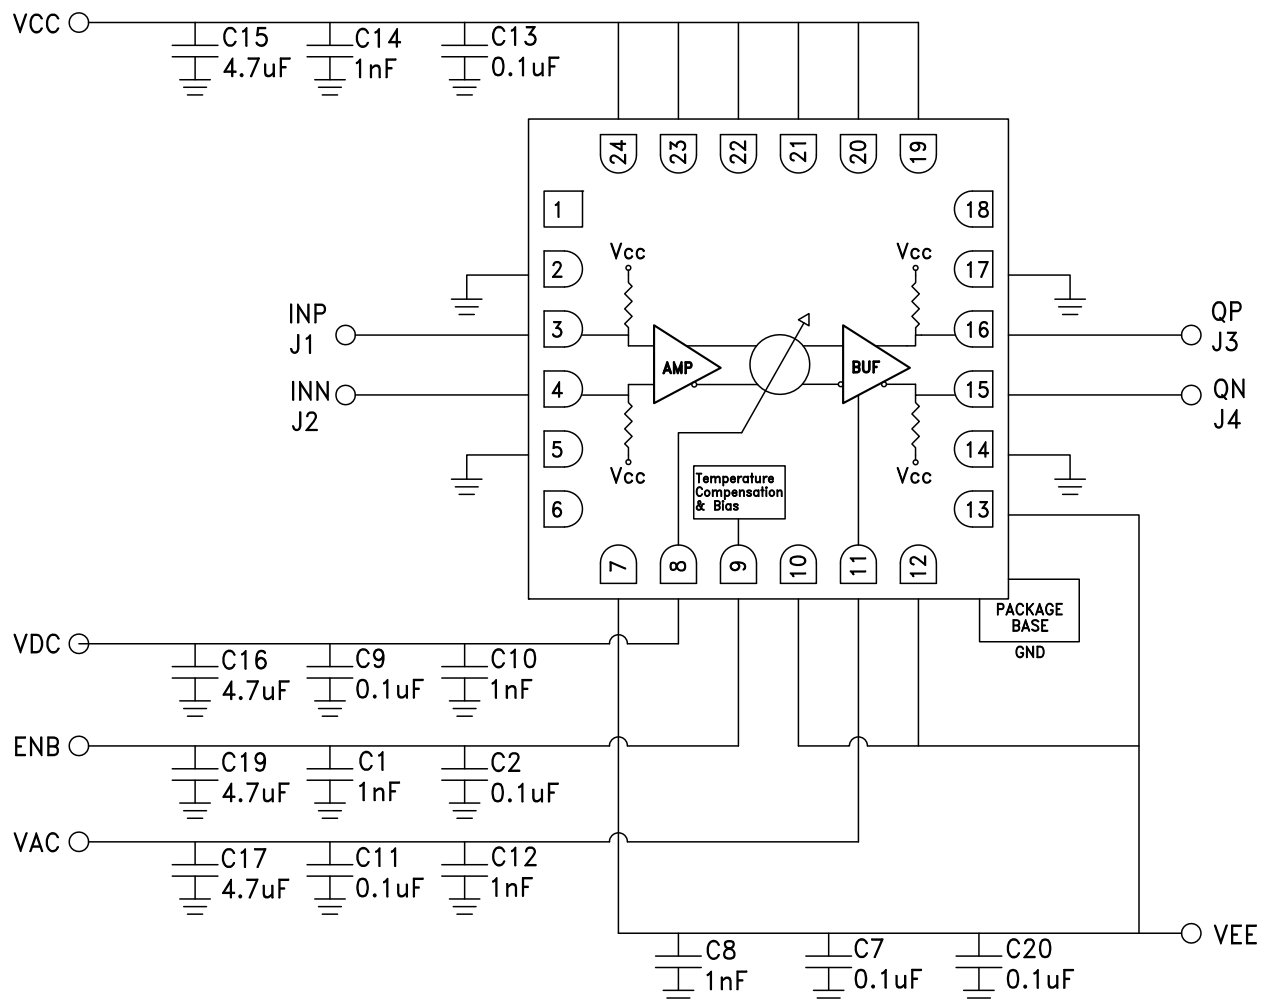 VCC
C15
4.7uF
C14
1nF
C13
0.1uF
24
23
22
21
20
19
1
2
3
4
5
6
18
17
16
15
14
13
Vcc
Vcc
INP
J1
INN
J2
QP
J3
QN
J4
AMP
BUF
Vcc
Vcc
Temperature
Compensation
& Bias
7
8
9
10
11
12
PACKAGE
BASE
GND
VDC
C16
4.7uF
C9
0.1uF
C10
1nF
ENB
C19
4.7uF
C1
1nF
C2
0.1uF
VAC
C17
4.7uF
C11
0.1uF
C12
1nF
VEE
C8
1nF
C7
0.1uF
C20
0.1uF